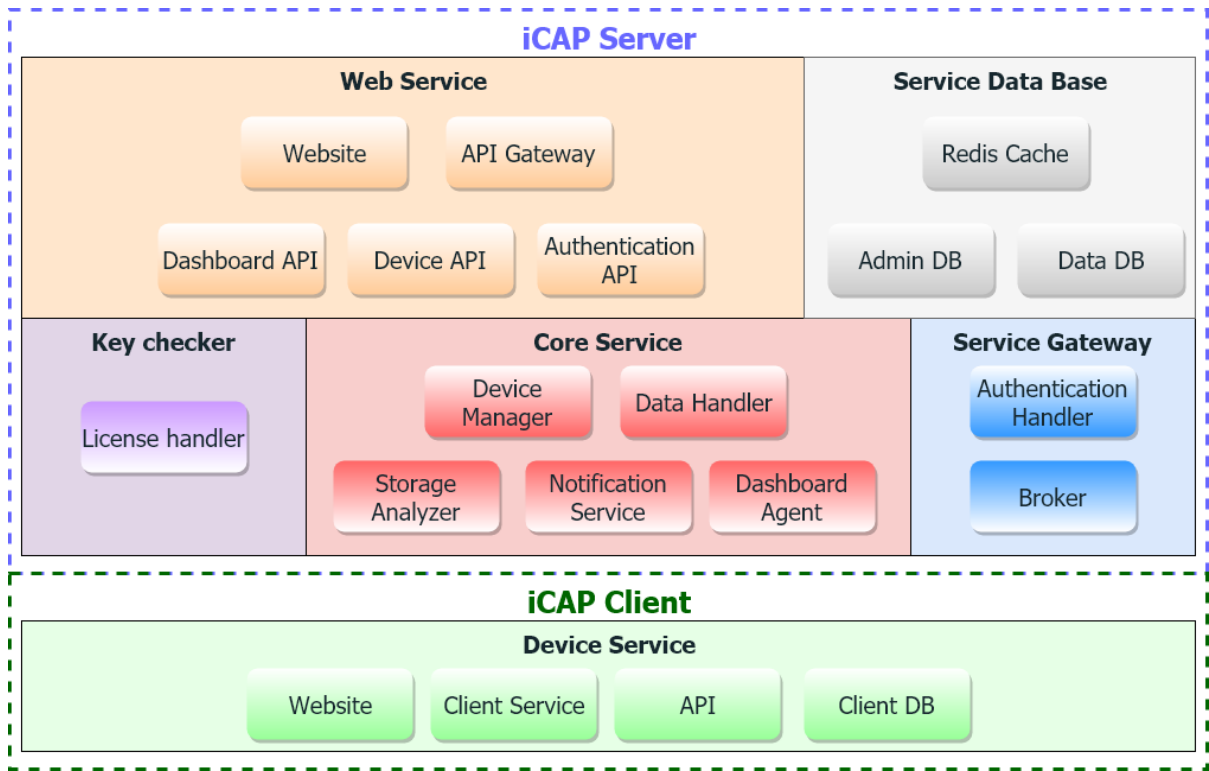 iCAP Server
Web Service
Website
API Gateway
Dashboard API
Device API
Authentication
API
Service Data Base
Redis Cache
Admin DB
Data DB
Key checker
License handler
Core Service
Device
Manager
Data Handler
Storage
Analyzer
Notification
Service
Dashboard
Agent
Service Gateway
Authentication
Handler
Broker
iCAP Client
Device Service
Website
Client Service
API
Client DB